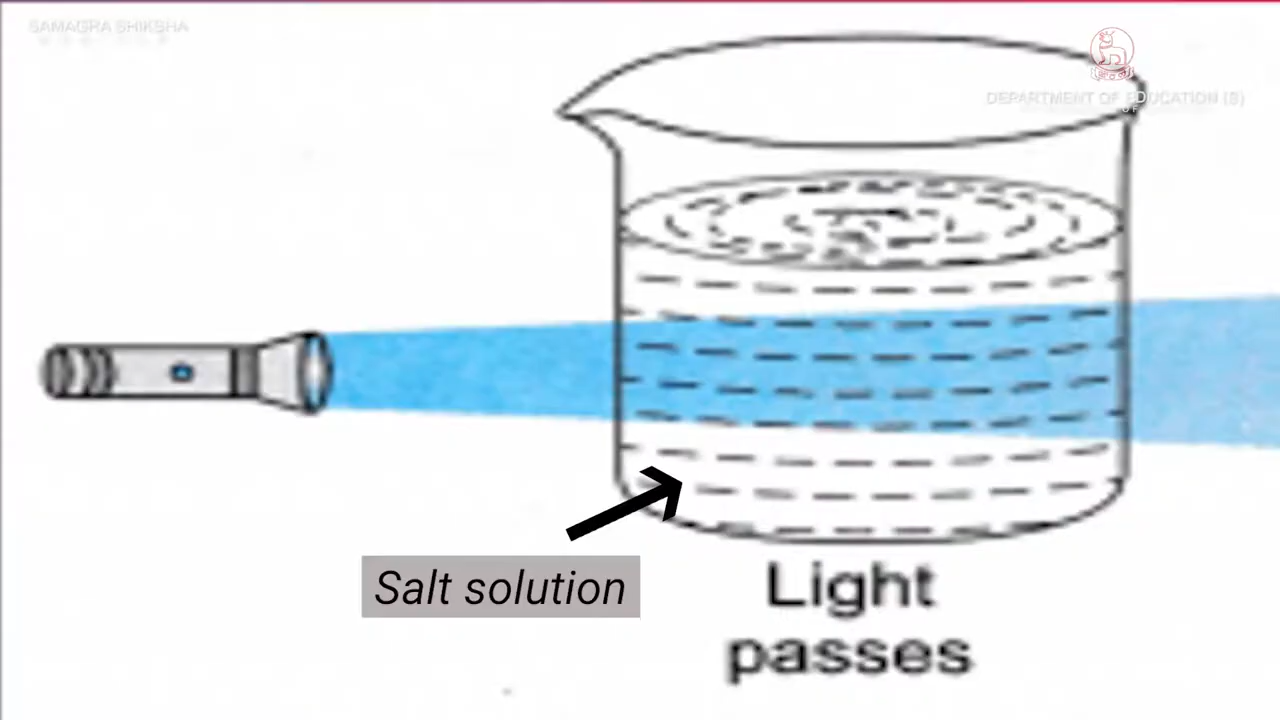 SAMAGRA SHIKSHA
DEPARTMENT OF EDUCATION (S)
Salt solution
Light
passes